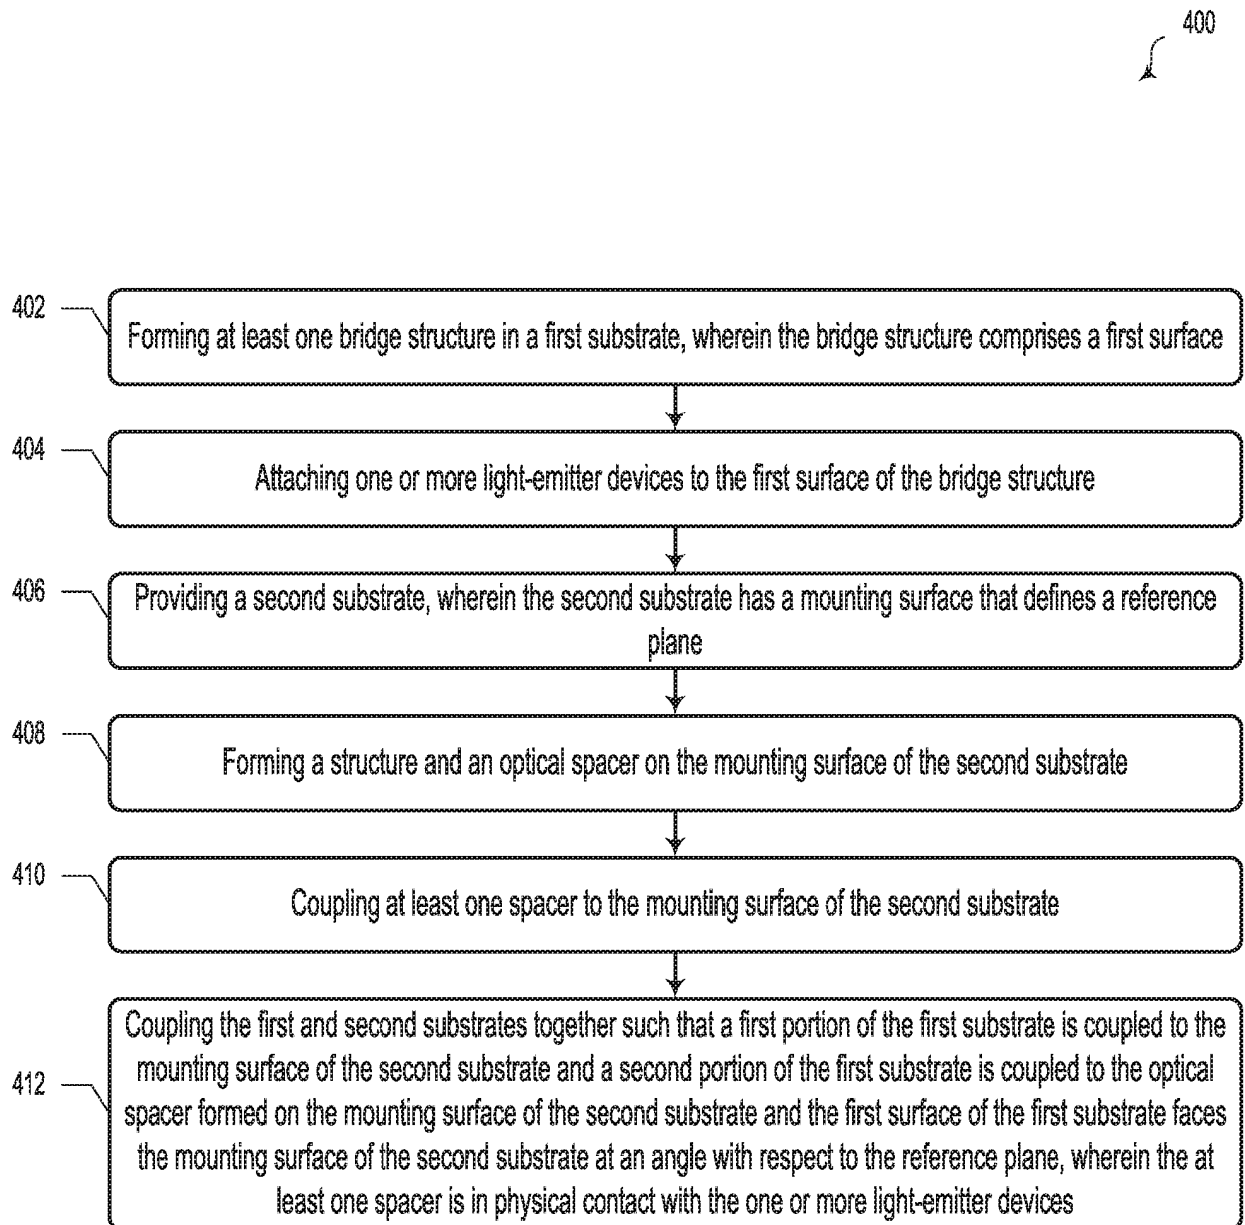 400
402
Forming at least one bridge structure in a first substrate, wherein the bridge structure comprises a first surface
404
Attaching one or more light-emitter devices to the first surface of the bridge structure
406
Providing a second substrate, wherein the second substrate has a mounting surface that defines a reference
plane
408
Forming a structure and an optical spacer on the mounting surface of the second substrate
410
Coupling at least one spacer to the mounting surface of the second substrate
412
Coupling the first and second substrates together such that a first portion of the first substrate is coupled to the
mounting surface of the second substrate and a second portion of the first substrate is coupled to the optical
spacer formed on the mounting surface of the second substrate and the first surface of the first substrate faces
the mounting surface of the second substrate at an angle with respect to the reference plane, wherein the at
least one spacer is in physical contact with the one or more light-emitter devices